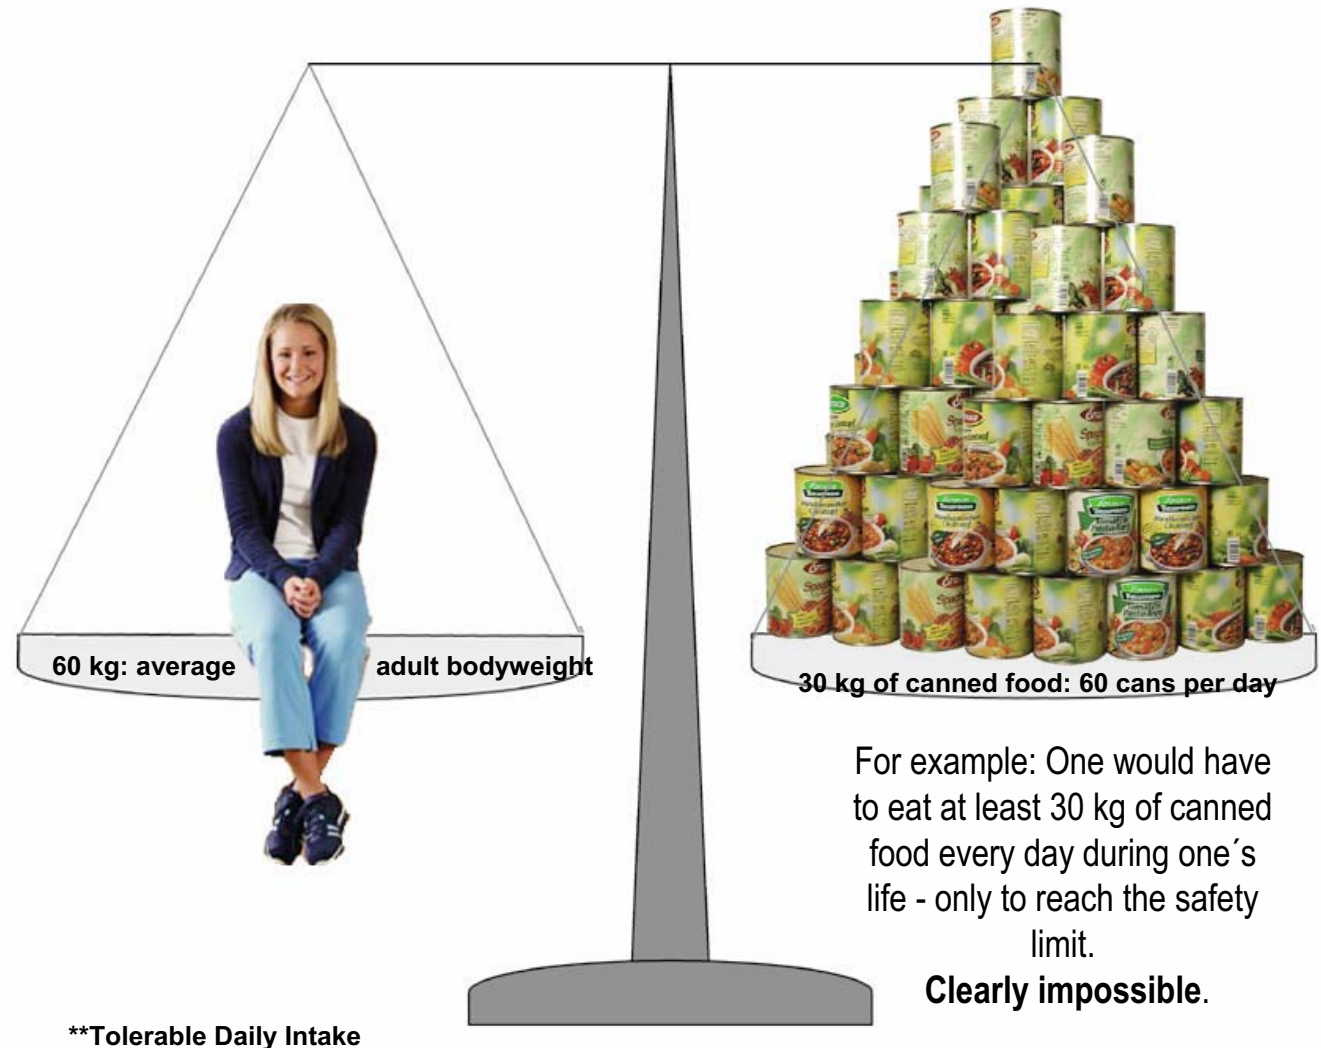 60 kg: average adult bodyweight
30 kg of canned food: 60 cans per day
For example: One would have
to eat at least 30 kg of canned
food every day during one´s
life - only to reach the safety
limit.
Clearly impossible.
**Tolerable Daily Intake